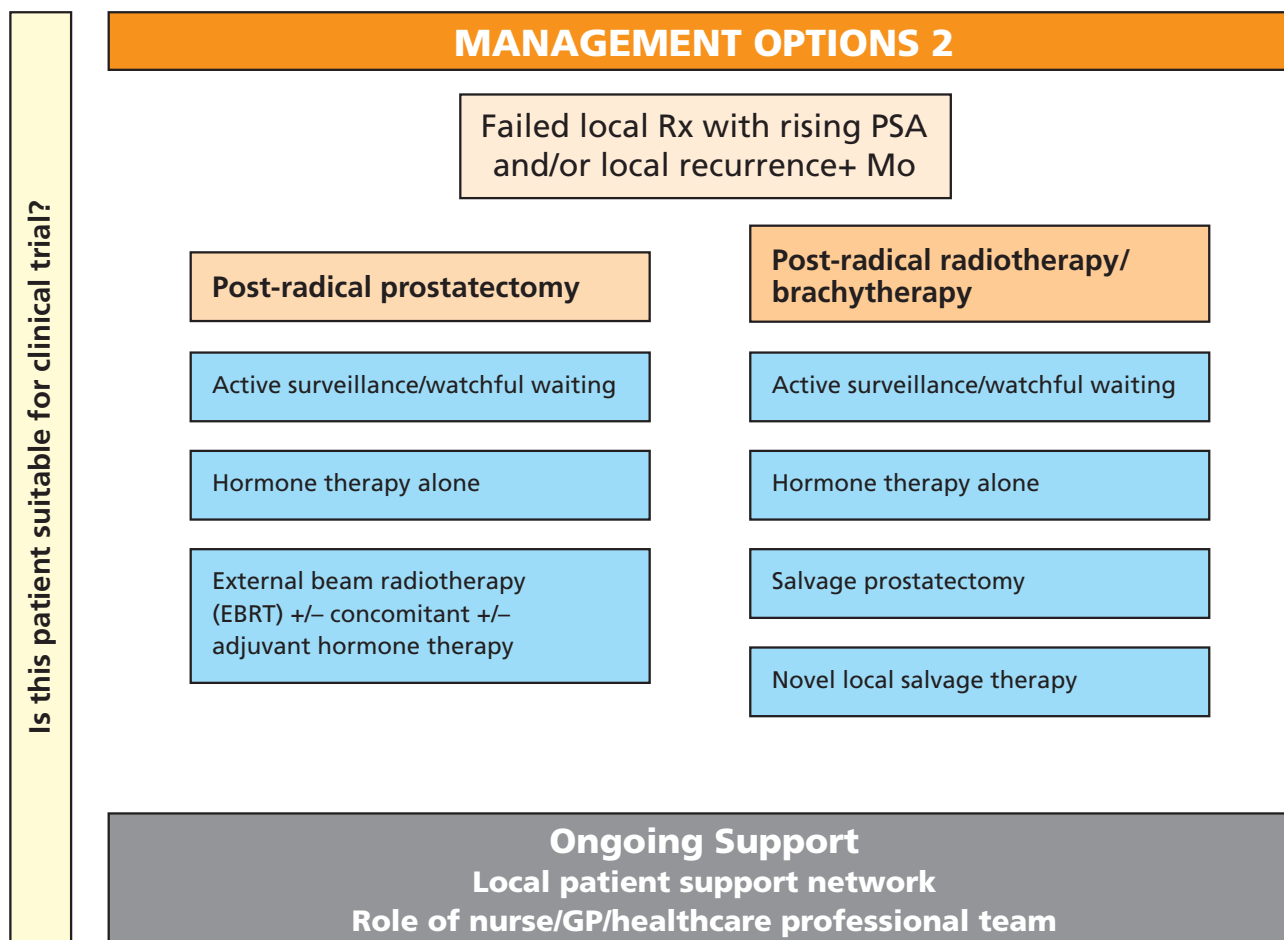 Is this patient suitable for clinical trial?
MANAGEMENT OPTIONS 2
Failed local Rx with rising PSA
and/or local recurrence+ Mo
Post-radical prostatectomy
Active surveillance/watchful waiting
Hormone therapy alone
External beam radiotherapy
(EBRT) +/– concomitant +/–
adjuvant hormone therapy
Post-radical radiotherapy/
brachytherapy
Active surveillance/watchful waiting
Hormone therapy alone
Salvage prostatectomy
Novel local salvage therapy
Ongoing Support
Local patient support network
Role of nurse/GP/healthcare professional team